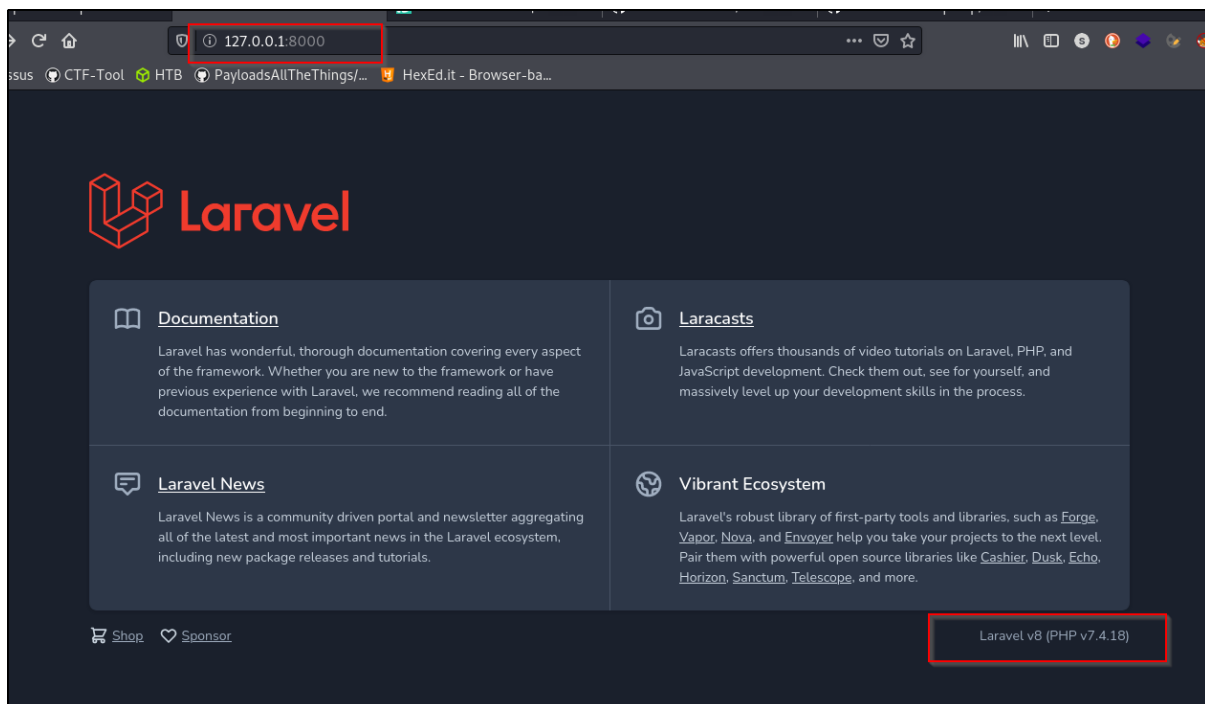 127.0.0.1:8000
ssus CTF-Tool HTB PayloadsAllTheThings/... HexEd.it - Browser-ba...
Laravel
Documentation
Laravel has wonderful, thorough documentation covering every aspect
of the framework. Whether you are new to the framework or have
previous experience with Laravel, we recommend reading all of the
documentation from beginning to end.
Laracasts
Laracasts offers thousands of video tutorials on Laravel, PHP, and
JavaScript development. Check them out, see for yourself, and
massively level up your development skills in the process.
Laravel News
Laravel News is a community driven portal and newsletter aggregating
all of the latest and most important news in the Laravel ecosystem,
including new package releases and tutorials.
Vibrant Ecosystem
Laravel's robust library of first-party tools and libraries, such as Forge,
Vapor, Nova, and Envoyer help you take your projects to the next level.
Pair them with powerful open source libraries like Cashier, Dusk, Echo,
Horizon, Sanctum, Telescope, and more.
Shop Sponsor
Laravel v8 (PHP v7.4.18)